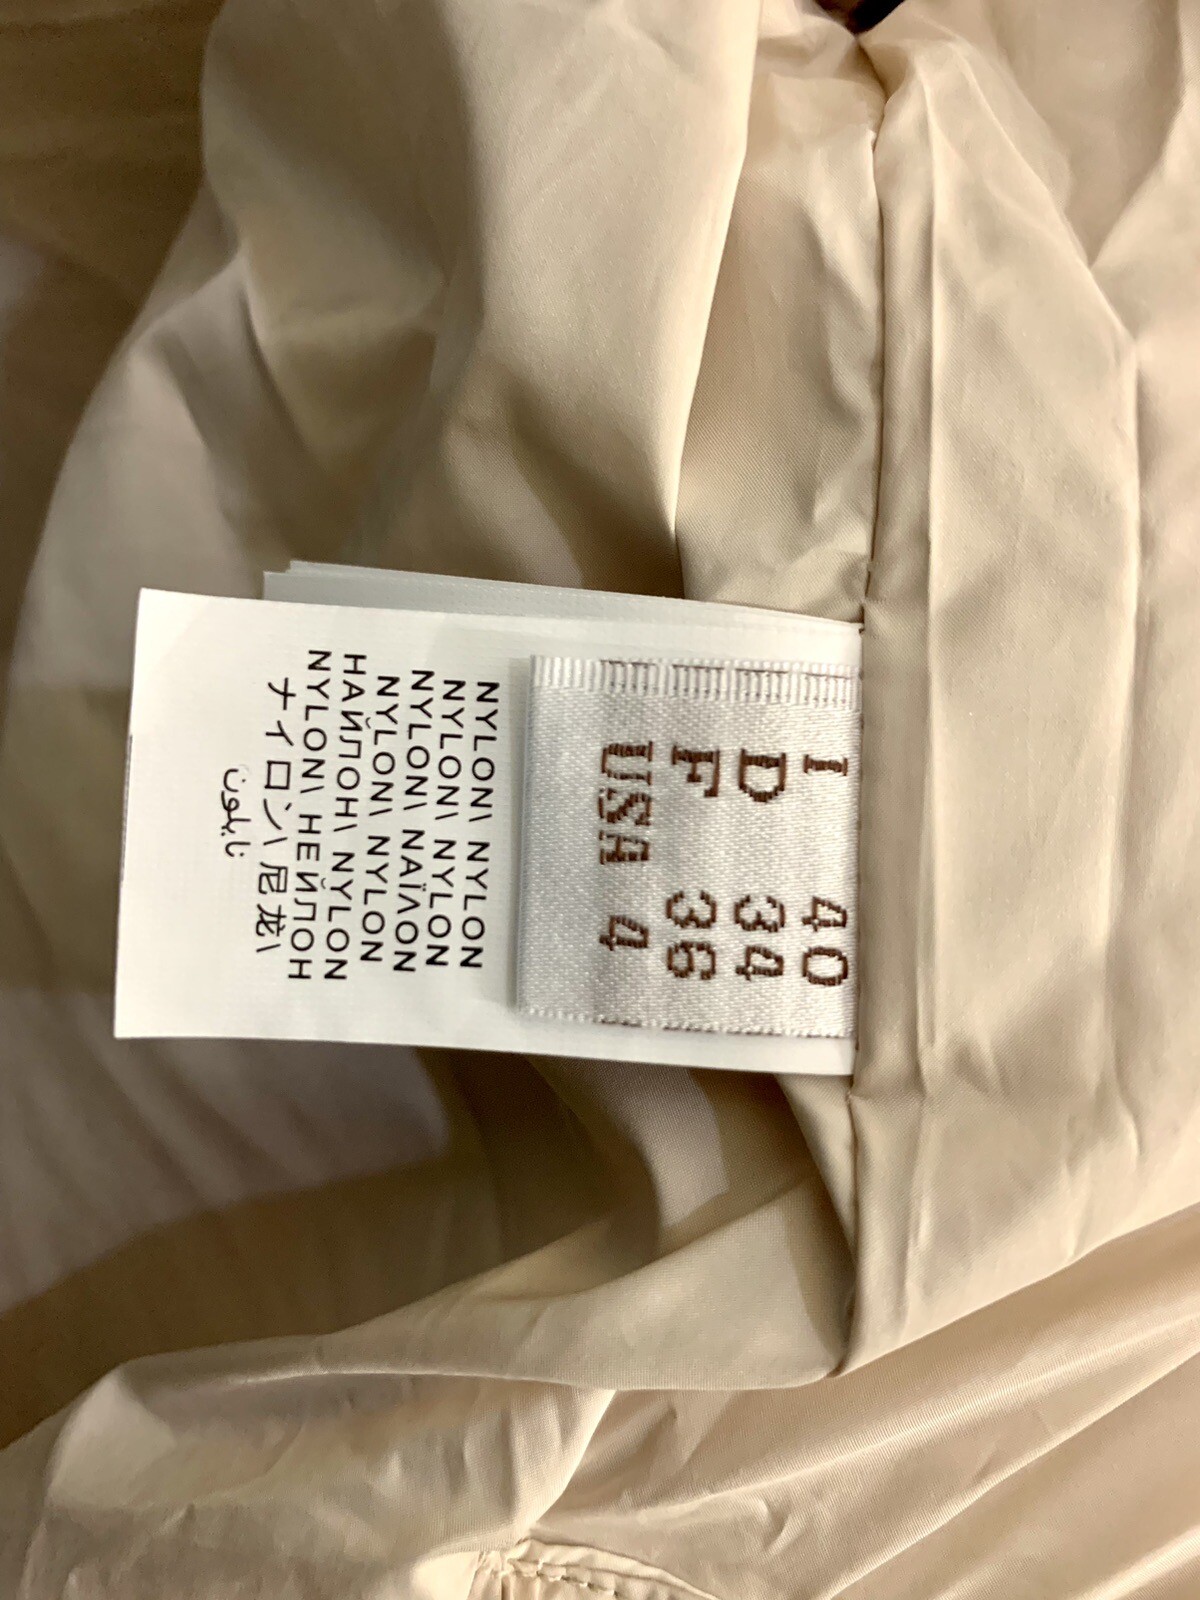 I 40
D 34
F 36
USA 4
NYLON\ NYLON
NYLON\ NYLON
NYLON\ ΝΑΪΛΟΝ
NYLON\ NYLON
НАЙЛОН\ NYLON
NYLON\ НЕЙЛОН
ナイロン\ 尼龙\
نايلون